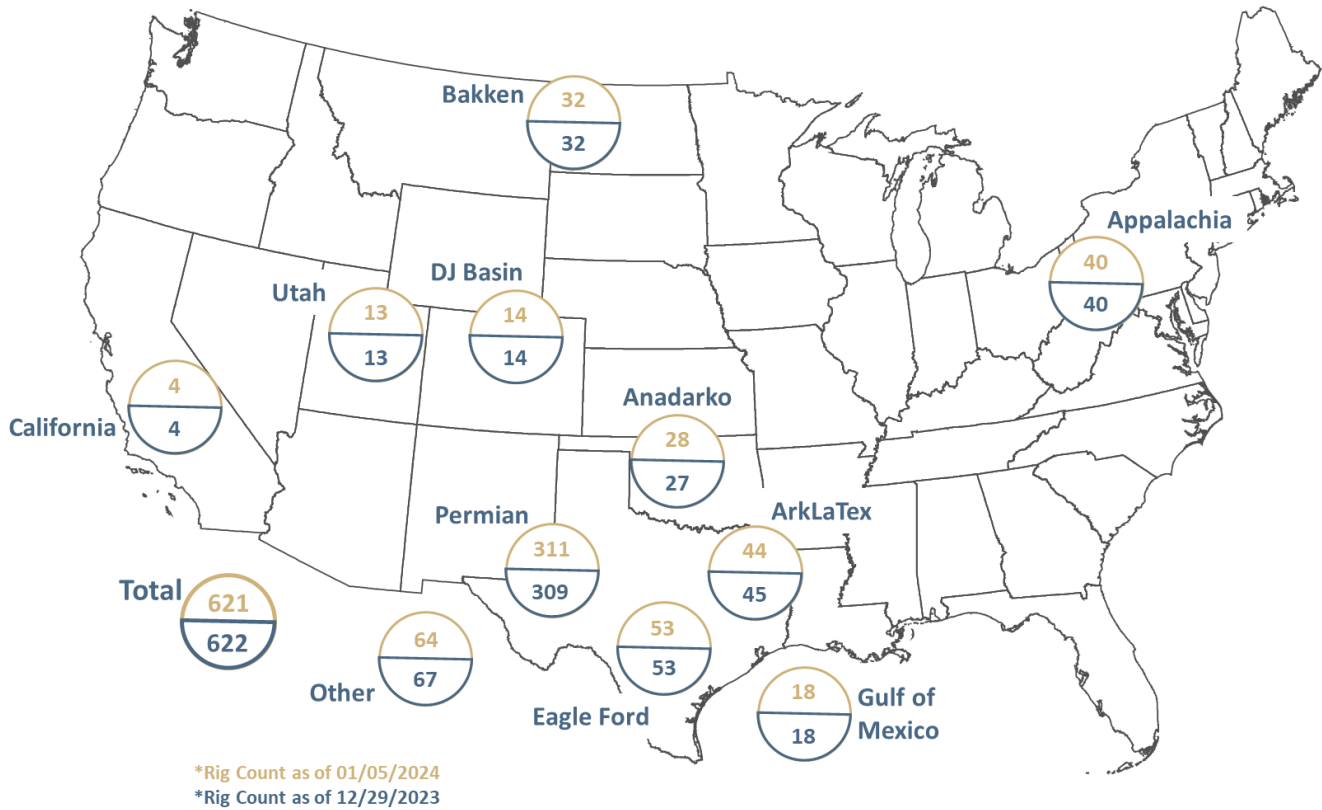 Bakken
32
32
Appalachia
40
40
DJ Basin
14
14
Utah
13
13
California
4
4
Anadarko
28
27
Permian
311
309
ArkLaTex
44
45
Total
621
622
Other
64
67
Eagle Ford
53
53
Gulf of
Mexico
18
18
*Rig Count as of 01/05/2024
*Rig Count as of 12/29/2023